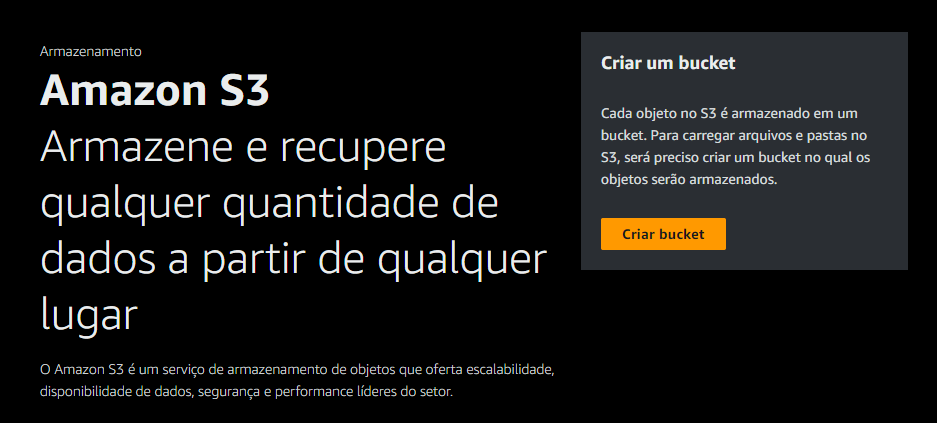 Armazenamento
Amazon S3
Armazene e recupere
qualquer quantidade de
dados a partir de qualquer
lugar
O Amazon S3 é um serviço de armazenamento de objetos que oferta escalabilidade,
disponibilidade de dados, segurança e performance líderes do setor.
Criar um bucket
Cada objeto no S3 é armazenado em um
bucket. Para carregar arquivos e pastas no
S3, será preciso criar um bucket no qual os
objetos serão armazenados.
Criar bucket